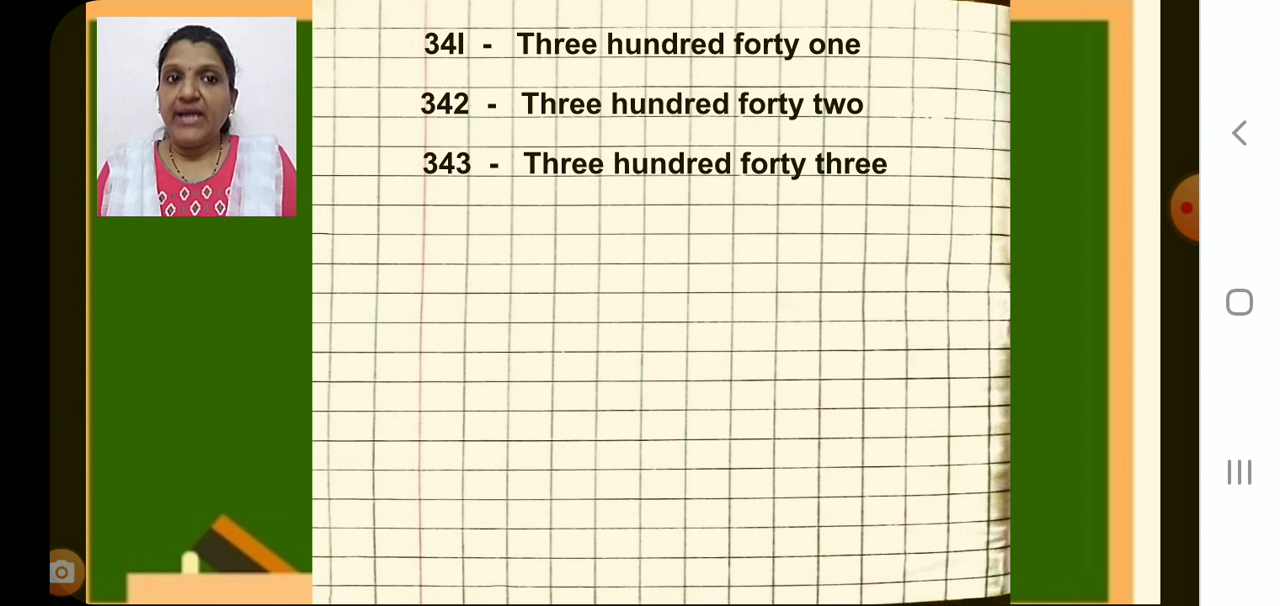 341 - Three hundred forty one
342 - Three hundred forty two
343 - Three hundred forty three